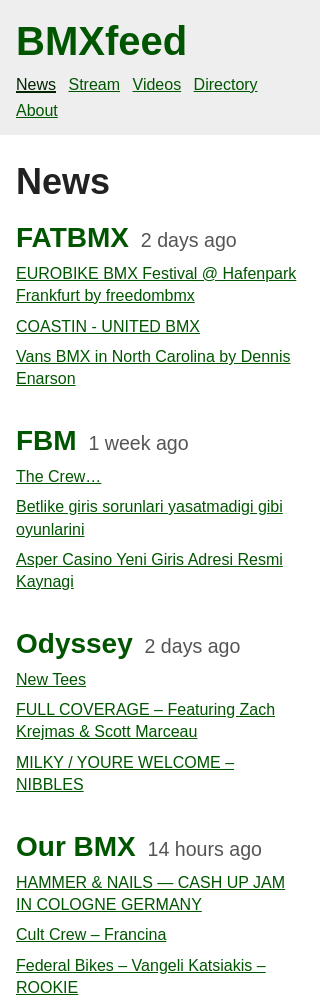 BMXfeed
News Stream Videos Directory
About
News
FATBMX 2 days ago
EUROBIKE BMX Festival @ Hafenpark
Frankfurt by freedombmx
COASTIN - UNITED BMX
Vans BMX in North Carolina by Dennis
Enarson
FBM 1 week ago
The Crew…
Betlike giris sorunlari yasatmadigi gibi
oyunlarini
Asper Casino Yeni Giris Adresi Resmi
Kaynagi
Odyssey 2 days ago
New Tees
FULL COVERAGE – Featuring Zach
Krejmas & Scott Marceau
MILKY / YOURE WELCOME –
NIBBLES
Our BMX 14 hours ago
HAMMER & NAILS — CASH UP JAM
IN COLOGNE GERMANY
Cult Crew – Francina
Federal Bikes – Vangeli Katsiakis –
ROOKIE